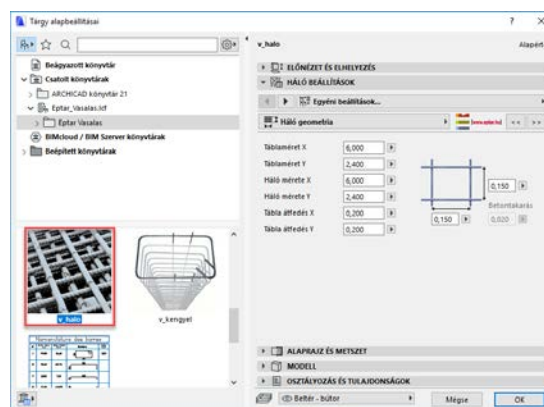 Tárgy alapbeállításai
? ×
Beágyazott könyvtár
Csatolt könyvtárak
ARCHICAD könyvtár 21
Eptar_Vasalas.lcf
Eptar Vasalas
BIMcloud / BIM Szerver könyvtárak
Beépített könyvtárak
v_halo
v_kengyel
v_halo
Alapért
ELŐNÉZET ÉS ELHELYEZÉS
HÁLÓ BEÁLLÍTÁSOK
Egyéni beállítások...
Háló geometria
<< >>
Táblaméret X 6,000
Táblaméret Y 2,400
Háló mérete X 6,000
Háló mérete Y 2,400
Tábla átfedés X 0,200
Tábla átfedés Y 0,200
0,150
Betontakarás
0,150
0,020
ALAPRAJZ ÉS METSZET
MODELL
OSZTÁLYOZÁS ÉS TULAJDONSÁGOK
Beltér - bútor
Mégse
OK